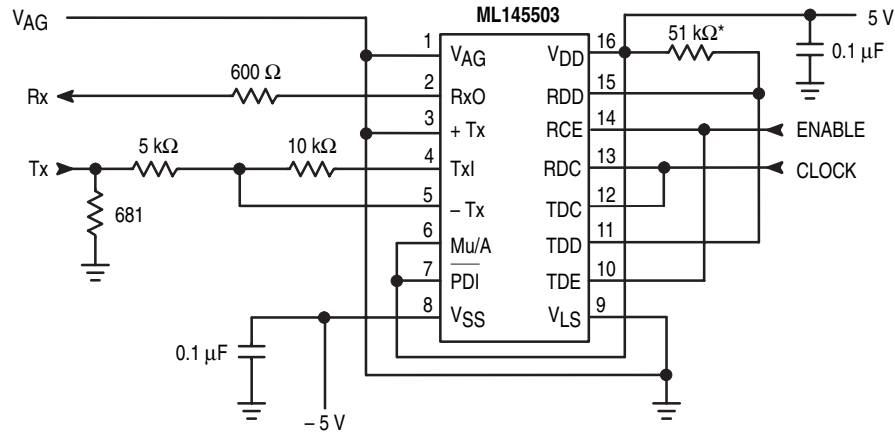 ML145503
VAG
5 V
51 kΩ*
0.1 µF
1
VAG
VDD
16
600 Ω
Rx
2
RxO
RDD
15
3
+ Tx
RCE
14
ENABLE
Tx
5 kΩ
10 kΩ
4
TxI
RDC
13
CLOCK
681
5
– Tx
TDC
12
6
Mu/A
TDD
11
7
PDI
TDE
10
8
VSS
VLS
9
0.1 µF
– 5 V